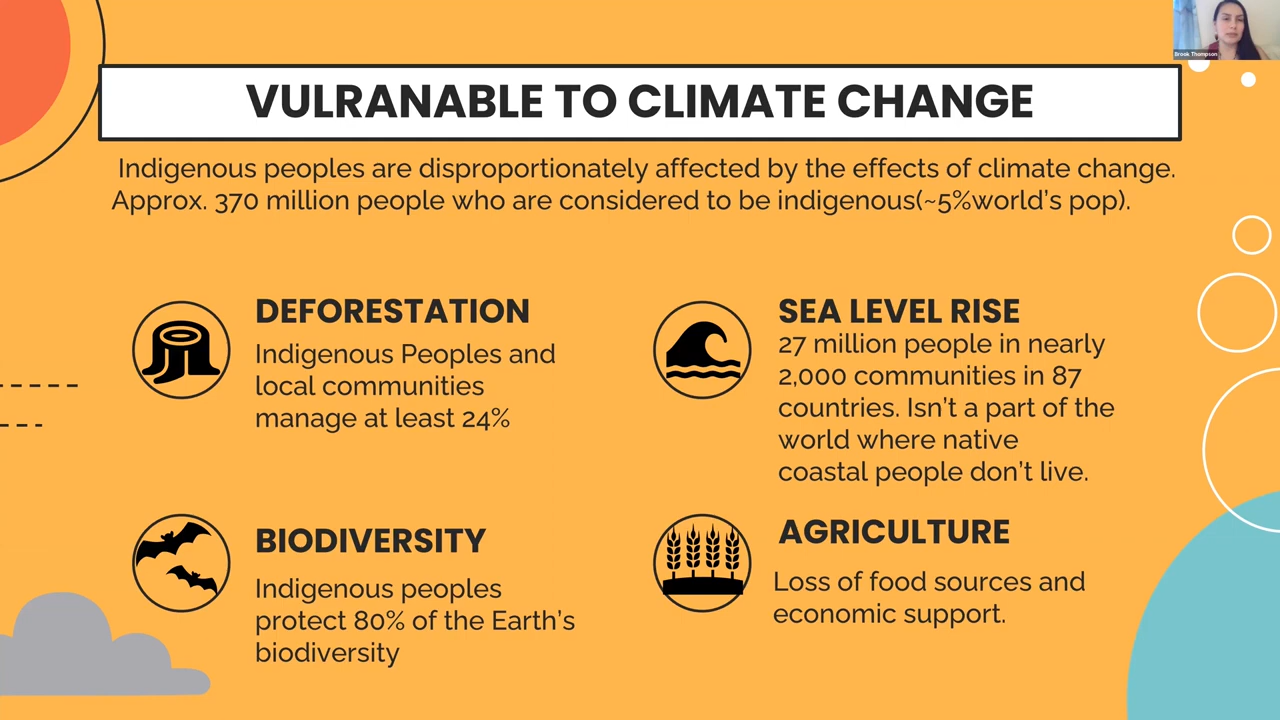 Brook Thompson
VULRANABLE TO CLIMATE CHANGE
Indigenous peoples are disproportionately affected by the effects of climate change.
Approx. 370 million people who are considered to be indigenous(~5%world's pop).
DEFORESTATION
Indigenous Peoples and
local communities
manage at least 24%
SEA LEVEL RISE
27 million people in nearly
2,000 communities in 87
countries. Isn't a part of the
world where native
coastal people don't live.
BIODIVERSITY
Indigenous peoples
protect 80% of the Earth's
biodiversity
AGRICULTURE
Loss of food sources and
economic support.